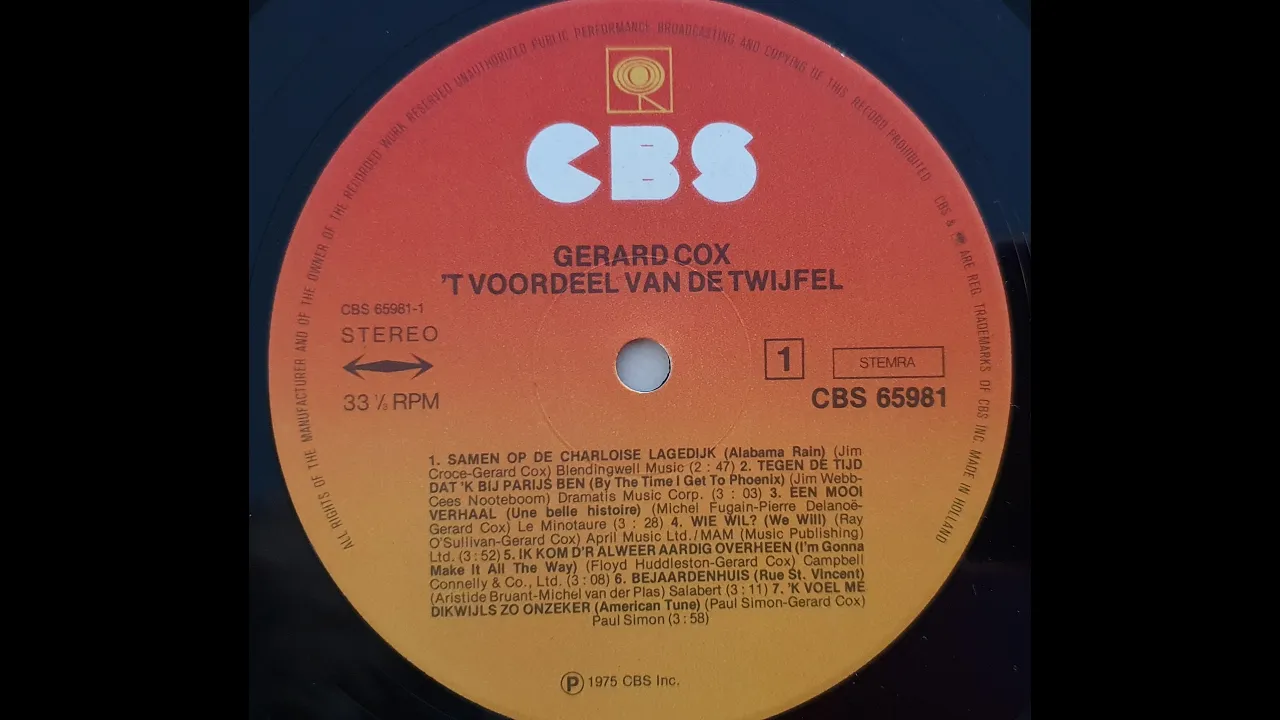 ALL RIGHTS OF THE MANUFACTURER AND OF THE OWNER OF THE RECORDED WORK RESERVED UNAUTHORIZED PUBLIC PERFORMANCE BROADCASTING AND COPYING OF THIS RECORD PROHIBITED
CBS & ARE REG. TRADEMARKS OF CBS INC. MADE IN HOLLAND
CBS
GERARD COX
'T VOORDEEL VAN DE TWIJFEL
CBS 65981-1
STEREO
33 1/3 RPM
1
STEMRA
CBS 65981
1. SAMEN OP DE CHARLOISE LAGEDIJK (Alabama Rain) (Jim
Croce-Gerard Cox) Blendingwell Music (2 : 47) 2. TEGEN DE TIJD
DAT 'K BIJ PARIJS BEN (By The Time I Get To Phoenix) (Jim Webb-
Cees Nooteboom) Dramatis Music Corp. (3 : 03) 3. EEN MOOI
VERHAAL (Une belle histoire) (Michel Fugain-Pierre Delanoë-
Gerard Cox) Le Minotaure (3 : 28) 4. WIE WIL? (We Will) (Ray
O'Sullivan-Gerard Cox) April Music Ltd./MAM (Music Publishing)
Ltd. (3:52) 5. IK KOM D'R ALWEER AARDIG OVERHEEN (I'm Gonna
Make It All The Way) (Floyd Huddleston-Gerard Cox) Campbell
Connelly & Co., Ltd. (3 : 08) 6. BEJAARDENHUIS (Rue St. Vincent)
(Aristide Bruant-Michel van der Plas) Salabert (3 : 11) 7. 'K VOEL ME
DIKWIJLS ZO ONZEKER (American Tune) (Paul Simon-Gerard Cox)
Paul Simon (3 : 58)
℗ 1975 CBS Inc.